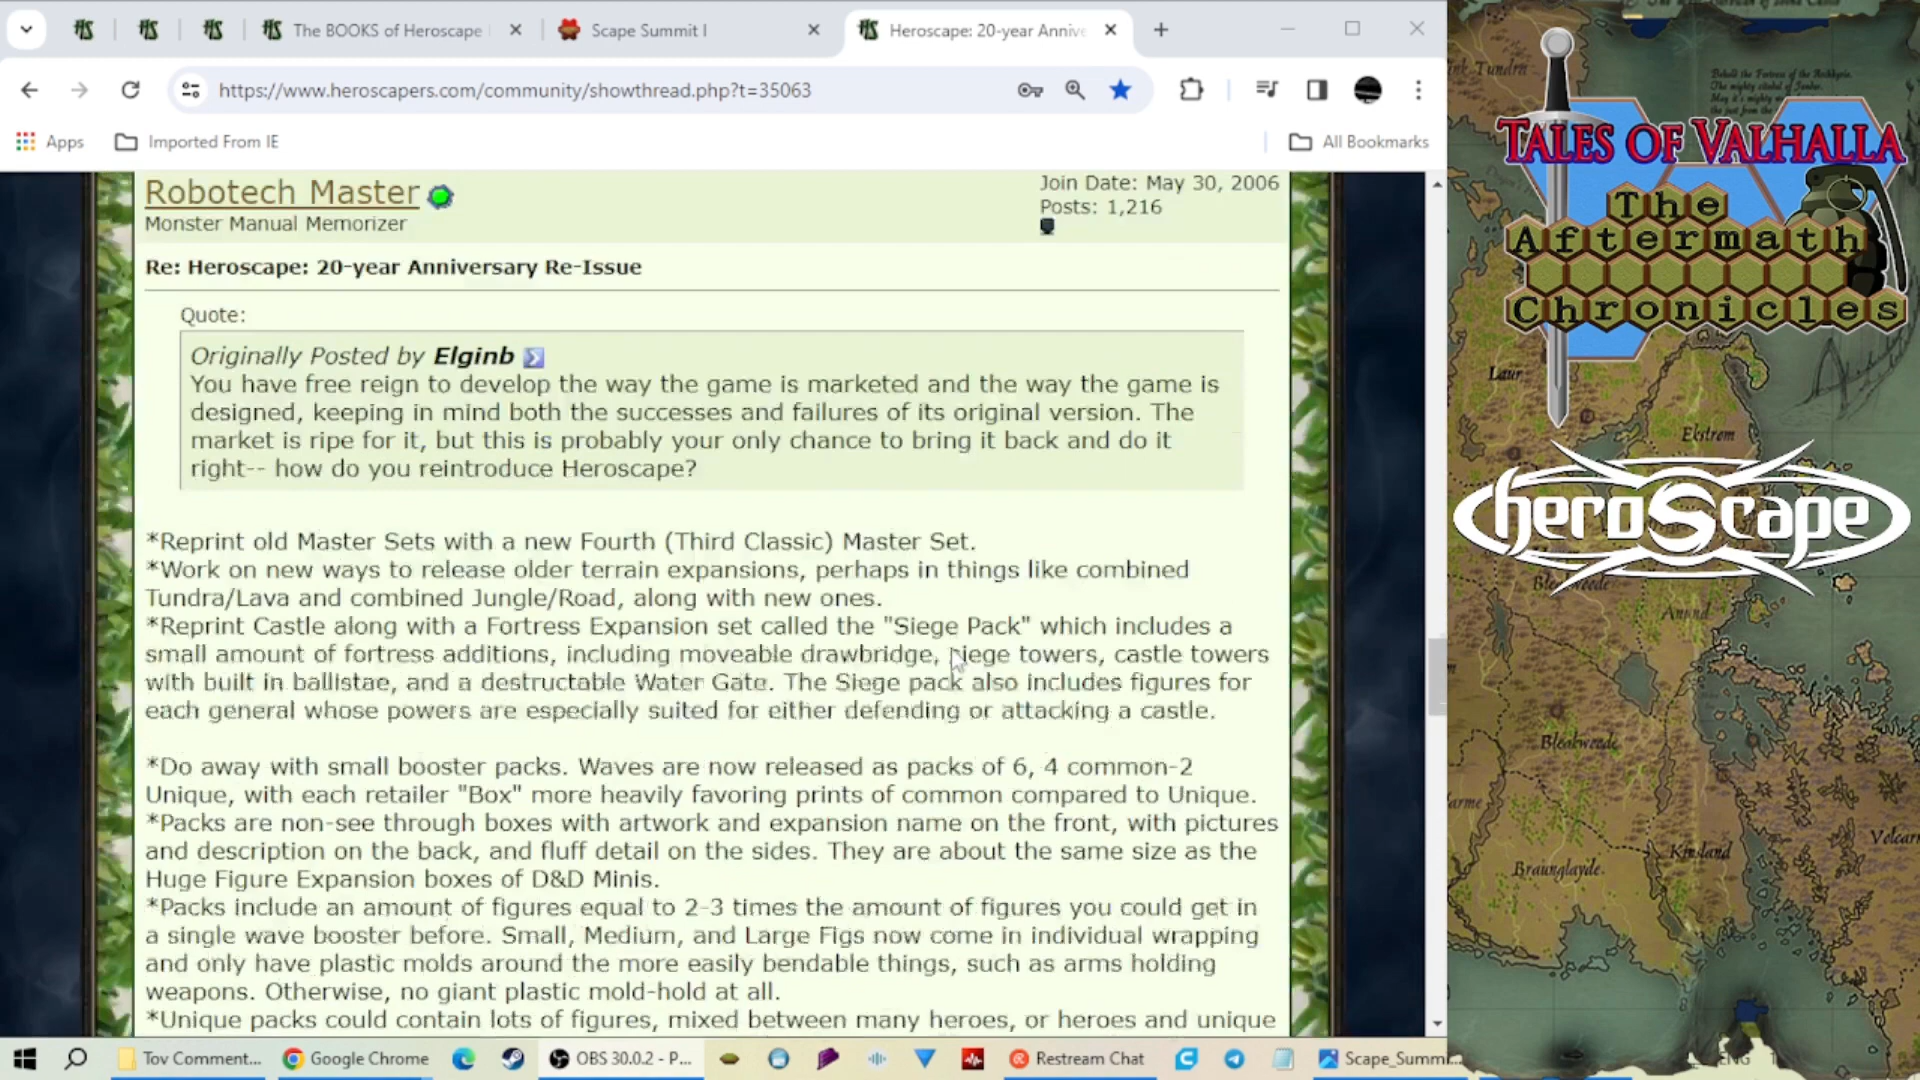 The BOOKS of Heroscape
Scape Summit I
Heroscape: 20-year Annive
https://www.heroscapers.com/community/showthread.php?t=35063
Apps
Imported From IE
All Bookmarks
Robotech Master
Monster Manual Memorizer
Join Date: May 30, 2006
Posts: 1,216
Re: Heroscape: 20-year Anniversary Re-Issue
Quote:
Originally Posted by Elginb
You have free reign to develop the way the game is marketed and the way the game is
designed, keeping in mind both the successes and failures of its original version. The
market is ripe for it, but this is probably your only chance to bring it back and do it
right-- how do you reintroduce Heroscape?
*Reprint old Master Sets with a new Fourth (Third Classic) Master Set.
*Work on new ways to release older terrain expansions, perhaps in things like combined
Tundra/Lava and combined Jungle/Road, along with new ones.
*Reprint Castle along with a Fortress Expansion set called the "Siege Pack" which includes a
small amount of fortress additions, including moveable drawbridge, siege towers, castle towers
with built in ballistae, and a destructable Water Gate. The Siege pack also includes figures for
each general whose powers are especially suited for either defending or attacking a castle.
*Do away with small booster packs. Waves are now released as packs of 6, 4 common-2
Unique, with each retailer "Box" more heavily favoring prints of common compared to Unique.
*Packs are non-see through boxes with artwork and expansion name on the front, with pictures
and description on the back, and fluff detail on the sides. They are about the same size as the
Huge Figure Expansion boxes of D&D Minis.
*Packs include an amount of figures equal to 2-3 times the amount of figures you could get in
a single wave booster before. Small, Medium, and Large Figs now come in individual wrapping
and only have plastic molds around the more easily bendable things, such as arms holding
weapons. Otherwise, no giant plastic mold-hold at all.
*Unique packs could contain lots of figures, mixed between many heroes, or heroes and unique
Tov Comment...
Google Chrome
OBS 30.0.2 - P...
Restream Chat
Scape_Summi...
ENG
TALES OF VALHALLA
The
Aftermath
Chronicles
heroScape
Tundra
Laur
Ekstrom
Anund
Bleakwoode
Kinsland
Braunglayde
Volcar